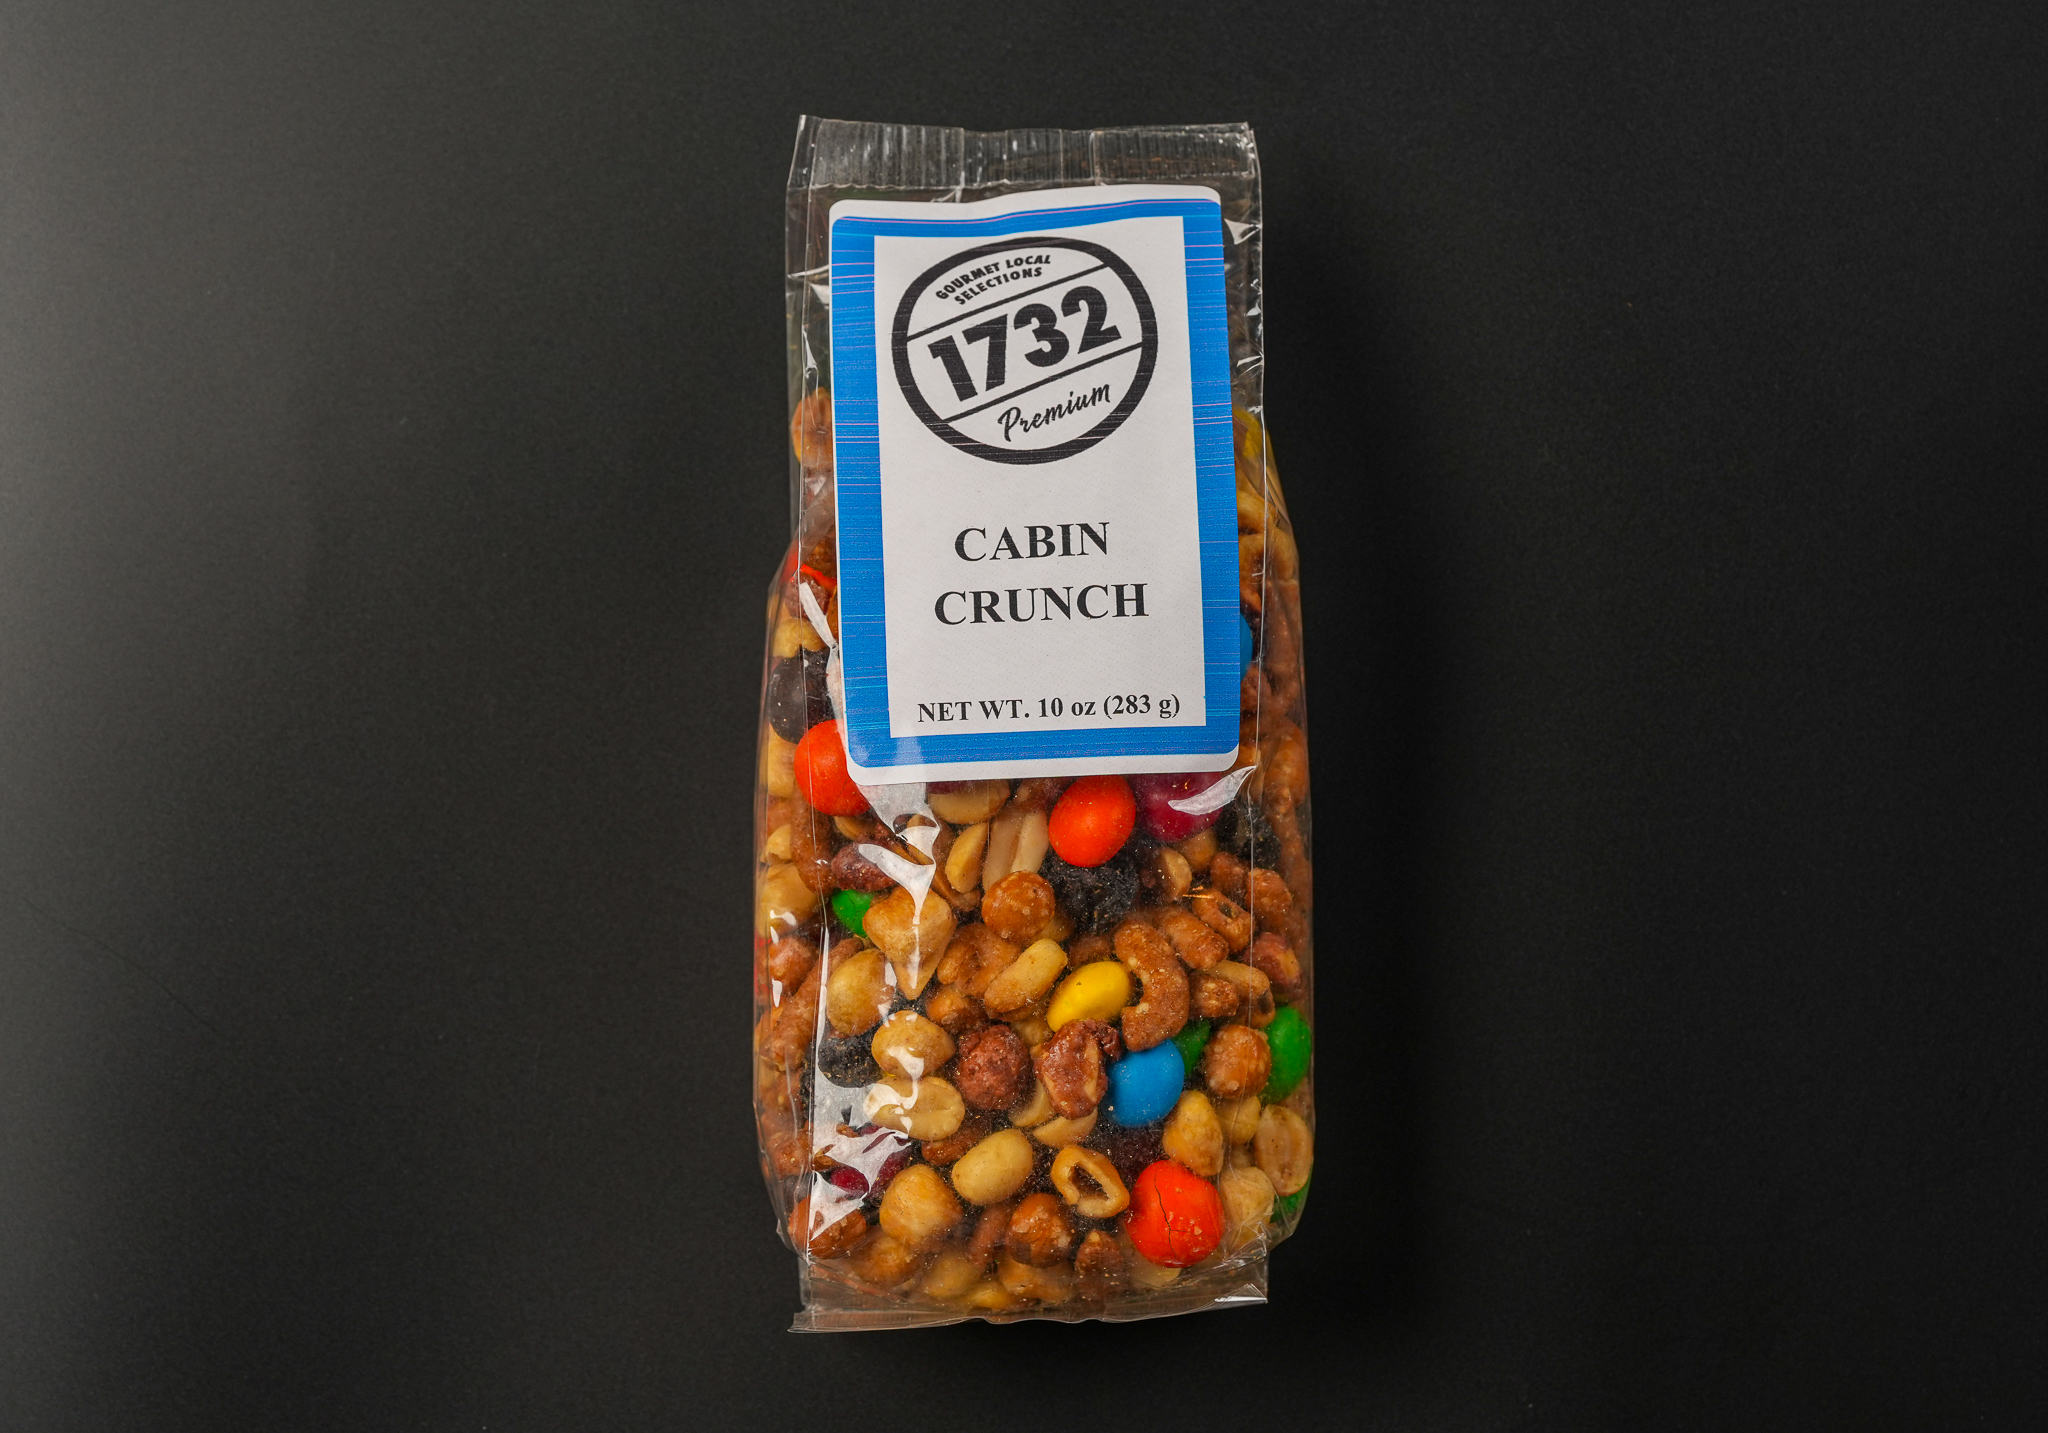 GOURMET LOCAL
SELECTIONS
1732
Premium
CABIN
CRUNCH
NET WT. 10 oz (283 g)